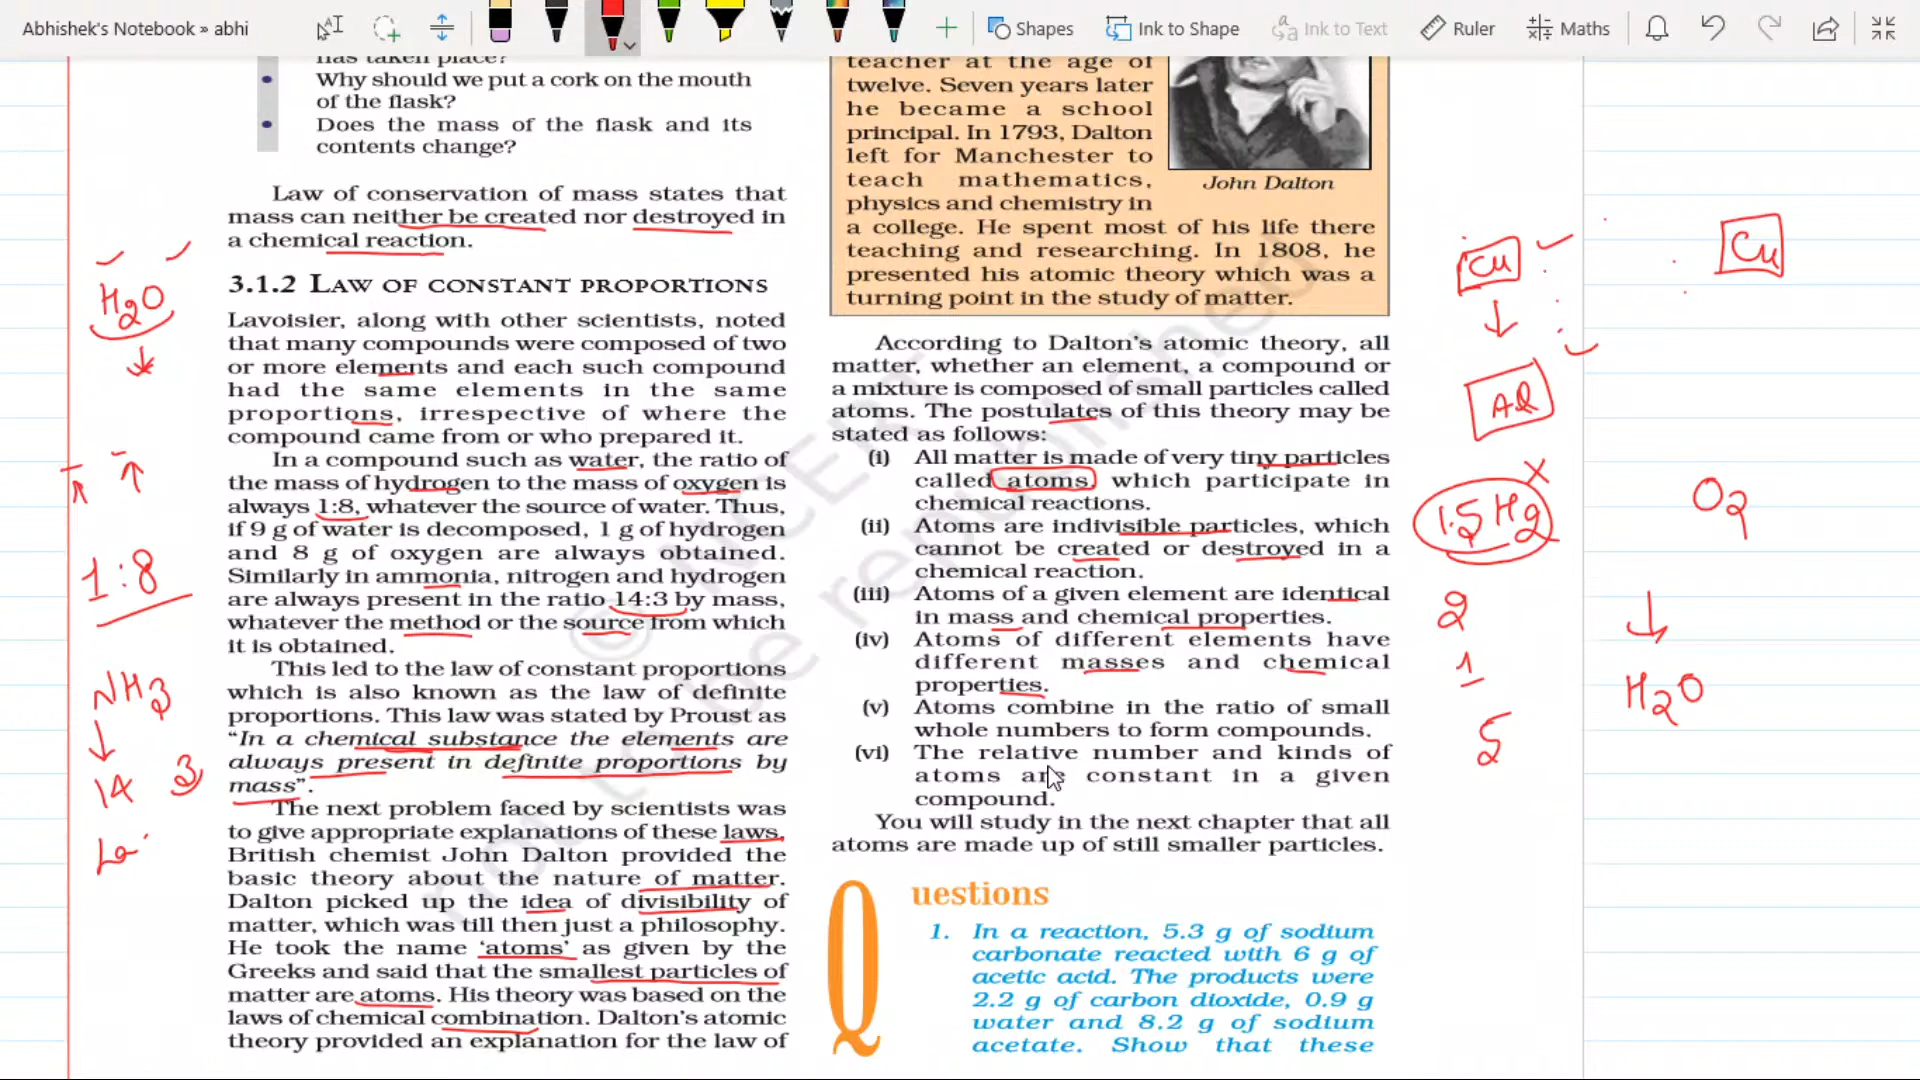 Abhishek's Notebook » abhi
Shapes
Ink to Shape
Ink to Text
Ruler
Maths
has taken place?
• Why should we put a cork on the mouth
of the flask?
• Does the mass of the flask and its
contents change?
Law of conservation of mass states that
mass can neither be created nor destroyed in
a chemical reaction.
3.1.2 LAW OF CONSTANT PROPORTIONS
Lavoisier, along with other scientists, noted
that many compounds were composed of two
or more elements and each such compound
had the same elements in the same
proportions, irrespective of where the
compound came from or who prepared it.
In a compound such as water, the ratio of
the mass of hydrogen to the mass of oxygen is
always 1:8, whatever the source of water. Thus,
if 9 g of water is decomposed, 1 g of hydrogen
and 8 g of oxygen are always obtained.
Similarly in ammonia, nitrogen and hydrogen
are always present in the ratio 14:3 by mass,
whatever the method or the source from which
it is obtained.
This led to the law of constant proportions
which is also known as the law of definite
proportions. This law was stated by Proust as
“In a chemical substance the elements are
always present in definite proportions by
mass”.
The next problem faced by scientists was
to give appropriate explanations of these laws.
British chemist John Dalton provided the
basic theory about the nature of matter.
Dalton picked up the idea of divisibility of
matter, which was till then just a philosophy.
He took the name ‘atoms’ as given by the
Greeks and said that the smallest particles of
matter are atoms. His theory was based on the
laws of chemical combination. Dalton’s atomic
theory provided an explanation for the law of
H2O
1:8
NH3
14 3
teacher at the age of
twelve. Seven years later
he became a school
principal. In 1793, Dalton
left for Manchester to
teach mathematics,
physics and chemistry in
a college. He spent most of his life there
teaching and researching. In 1808, he
presented his atomic theory which was a
turning point in the study of matter.
John Dalton
According to Dalton’s atomic theory, all
matter, whether an element, a compound or
a mixture is composed of small particles called
atoms. The postulates of this theory may be
stated as follows:
(i) All matter is made of very tiny particles
called atoms, which participate in
chemical reactions.
(ii) Atoms are indivisible particles, which
cannot be created or destroyed in a
chemical reaction.
(iii) Atoms of a given element are identical
in mass and chemical properties.
(iv) Atoms of different elements have
different masses and chemical
properties.
(v) Atoms combine in the ratio of small
whole numbers to form compounds.
(vi) The relative number and kinds of
atoms are constant in a given
compound.
You will study in the next chapter that all
atoms are made up of still smaller particles.
Questions
1. In a reaction, 5.3 g of sodium
carbonate reacted with 6 g of
acetic acid. The products were
2.2 g of carbon dioxide, 0.9 g
water and 8.2 g of sodium
acetate. Show that these
Cu
Al
1.5 H2
2
1
5
Cu
O2
H2O
© NCERT
not to be republished